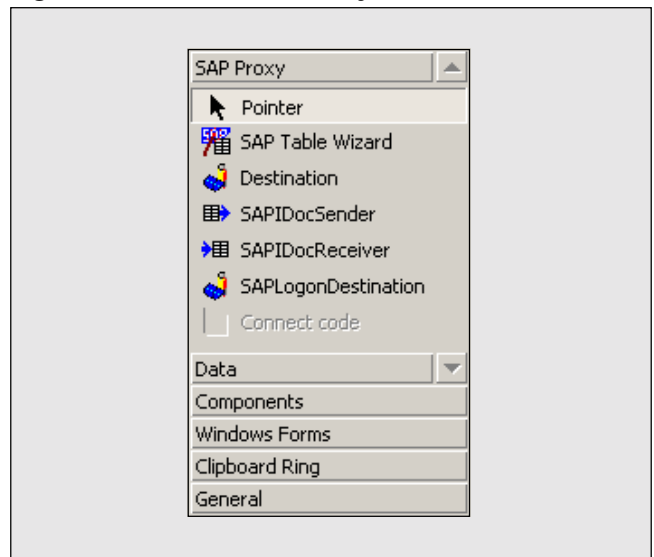 SAP Proxy
Pointer
SAP Table Wizard
Destination
SAPIDocSender
SAPIDocReceiver
SAPLogonDestination
Connect code
Data
Components
Windows Forms
Clipboard Ring
General